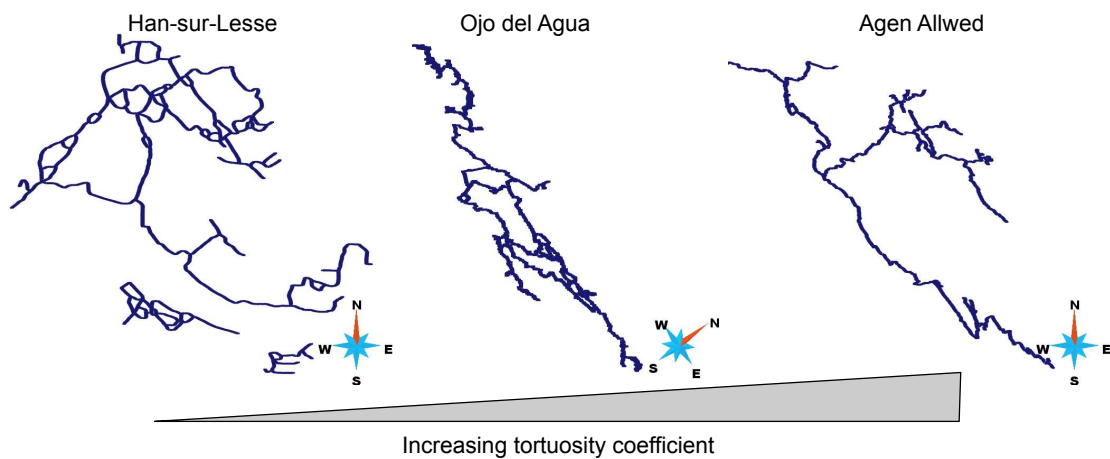 Han-sur-Lesse
Ojo del Agua
Agen Allwed
N
W
E
S
W
N
S
E
N
W
E
S
Increasing tortuosity coefficient